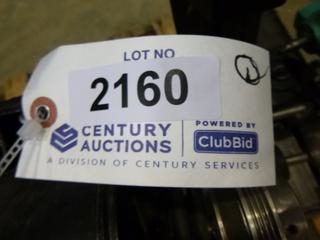 LOT NO
2160
CENTURY
AUCTIONS
POWERED BY
ClubBid
A DIVISION OF CENTURY SERVICES